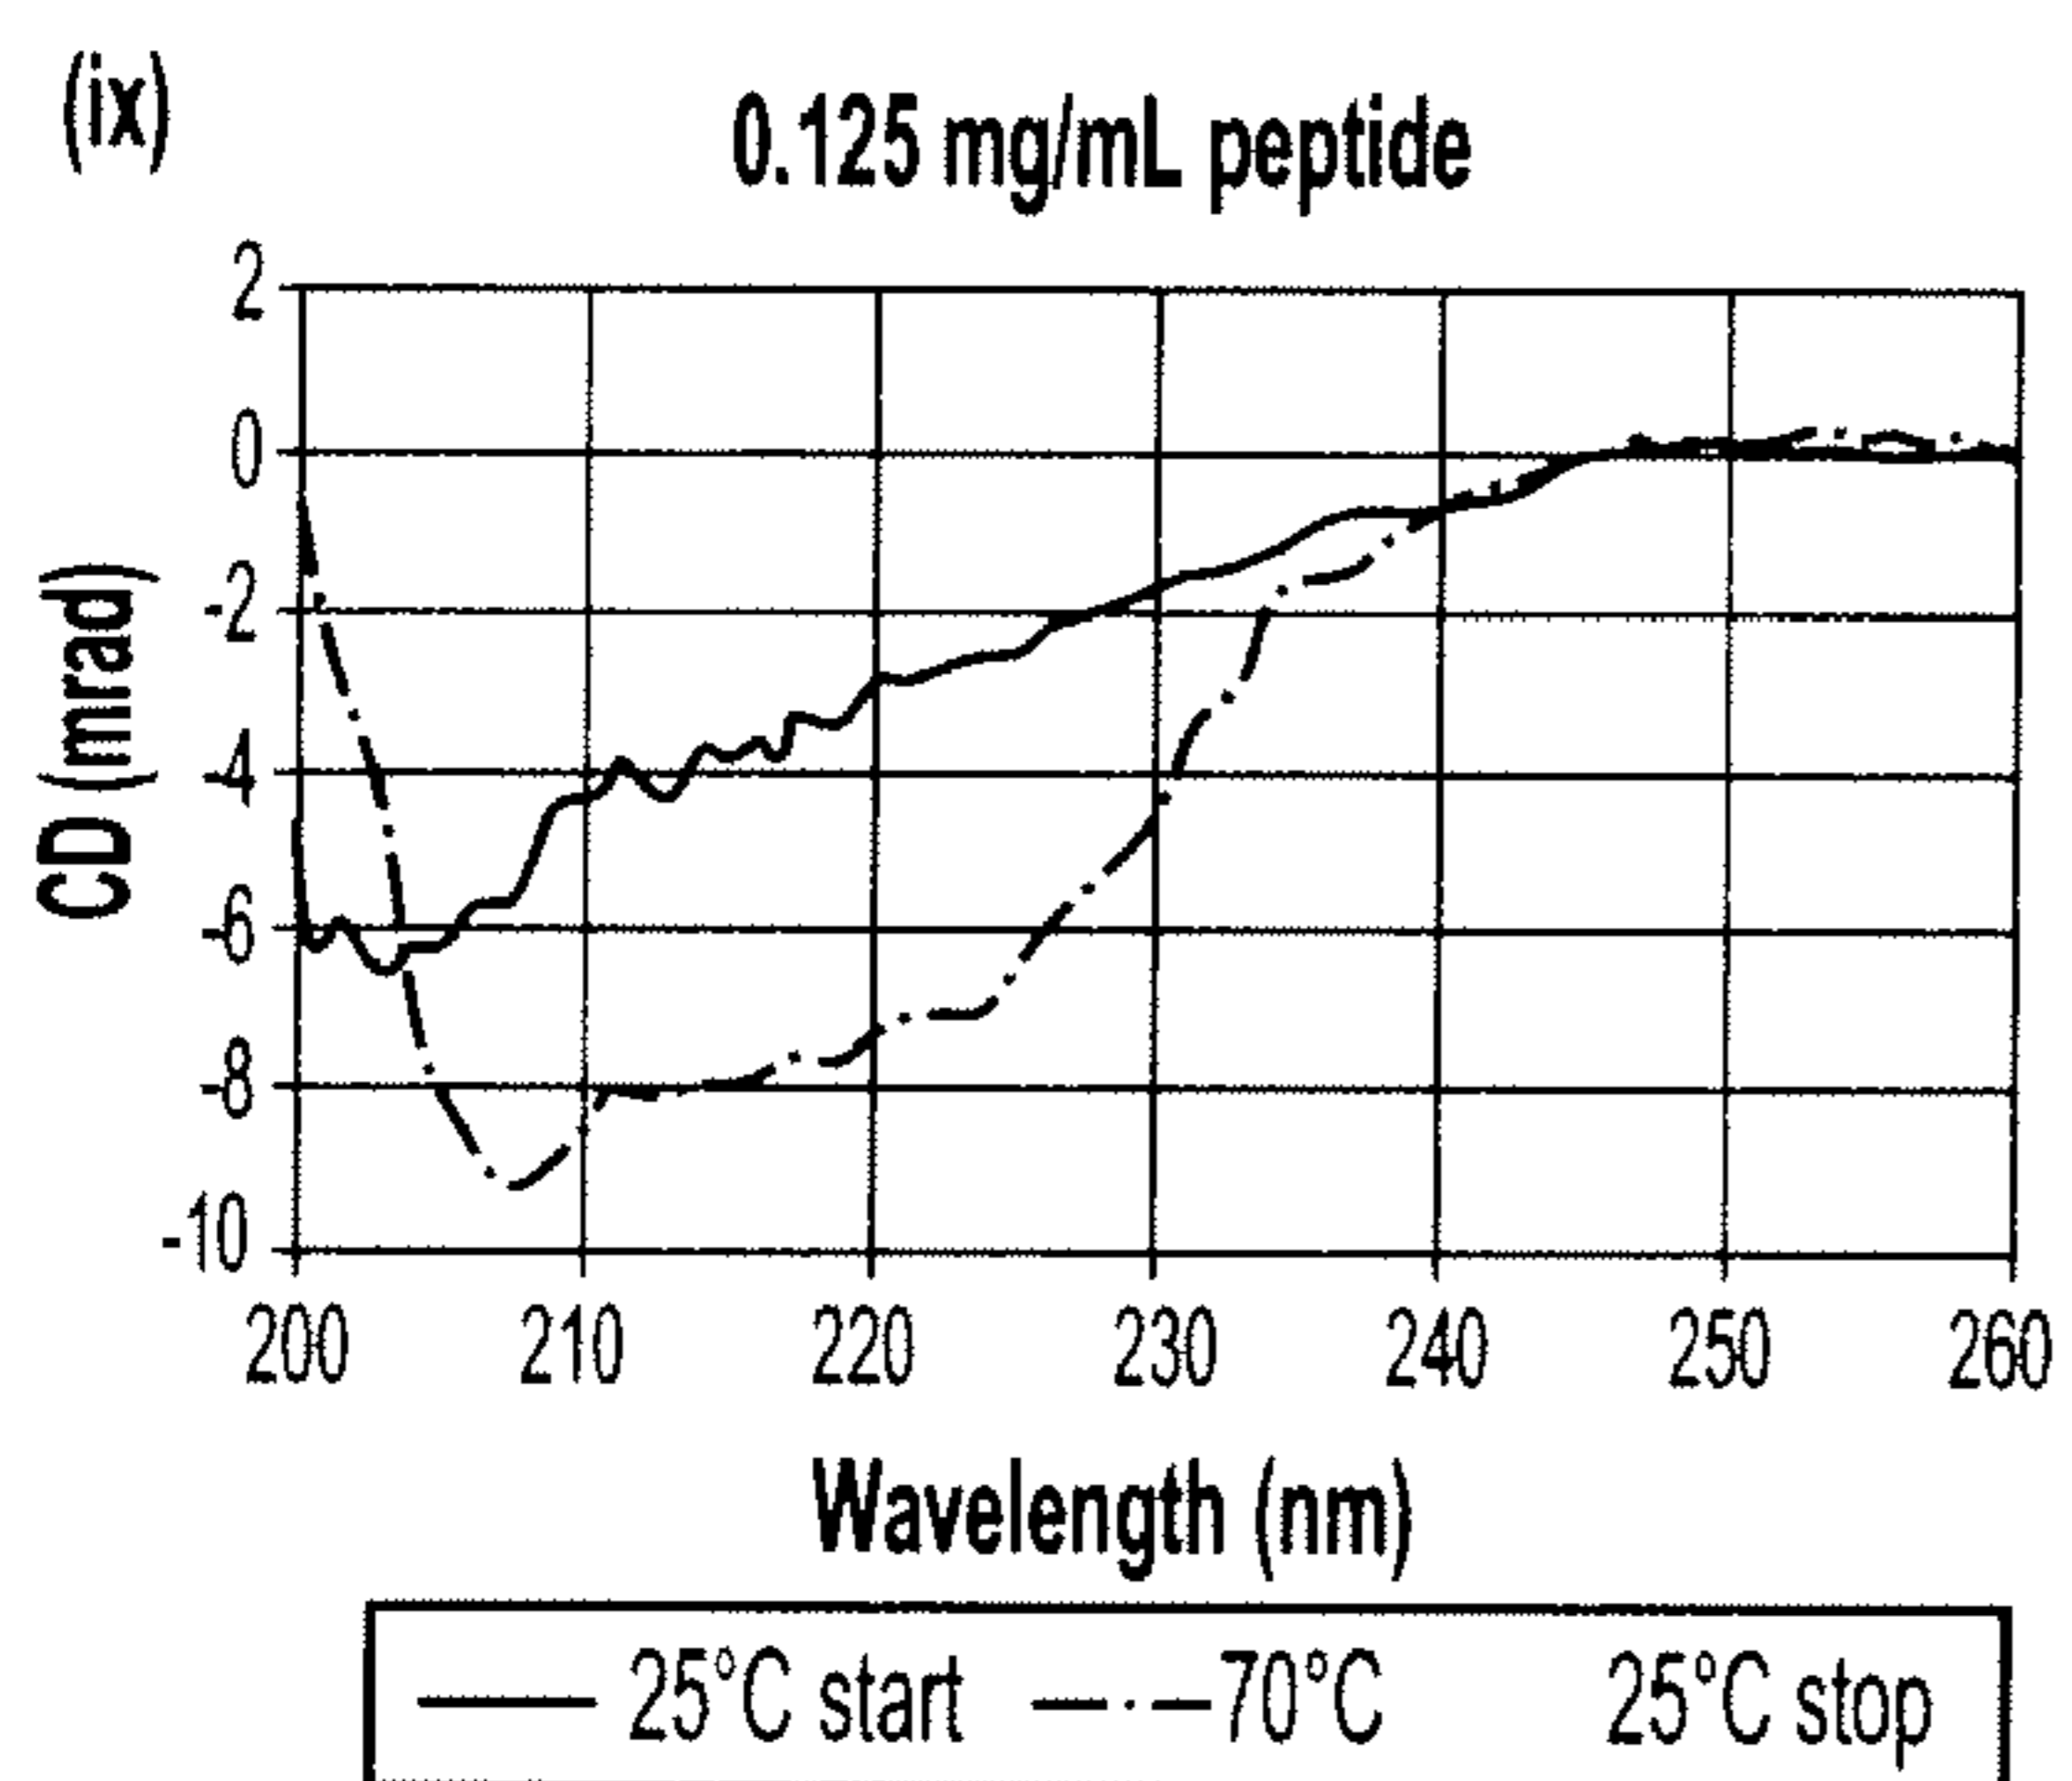 (ix)
0.125 mg/mL peptide
2
0
-2
-4
-6
-8
-10
CD (mrad)
200 210 220 230 240 250 260
Wavelength (nm)
25°C start 70°C 25°C stop